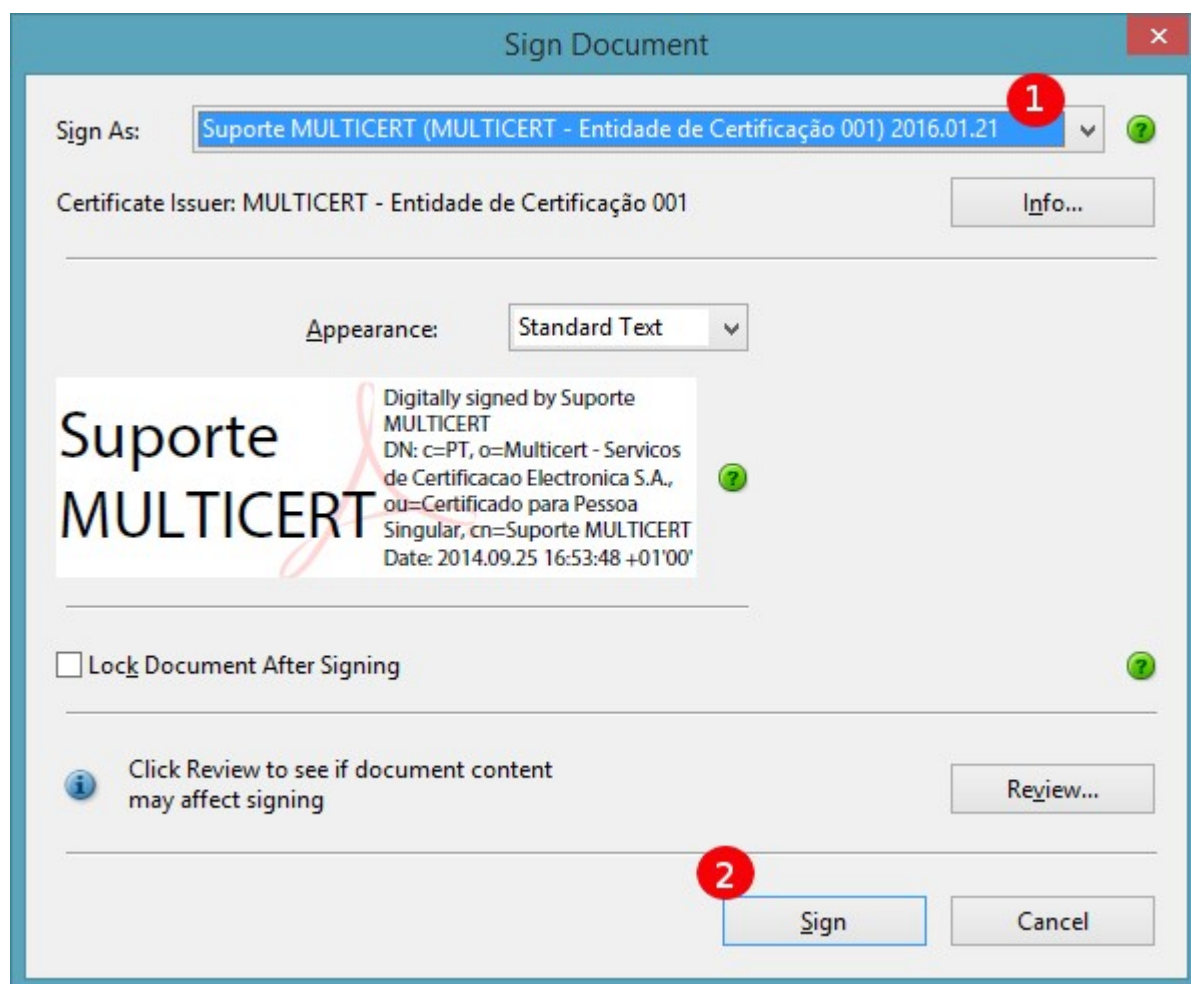 Sign Document
1
Sign As: Suporte MULTICERT (MULTICERT - Entidade de Certificação 001) 2016.01.21
Certificate Issuer: MULTICERT - Entidade de Certificação 001
Info...
Appearance: Standard Text
Suporte
MULTICERT
Digitally signed by Suporte
MULTICERT
DN: c=PT, o=Multicert - Servicos
de Certificacao Electronica S.A.,
ou=Certificado para Pessoa
Singular, cn=Suporte MULTICERT
Date: 2014.09.25 16:53:48 +01'00'
Lock Document After Signing
Click Review to see if document content
may affect signing
Review...
2
Sign
Cancel